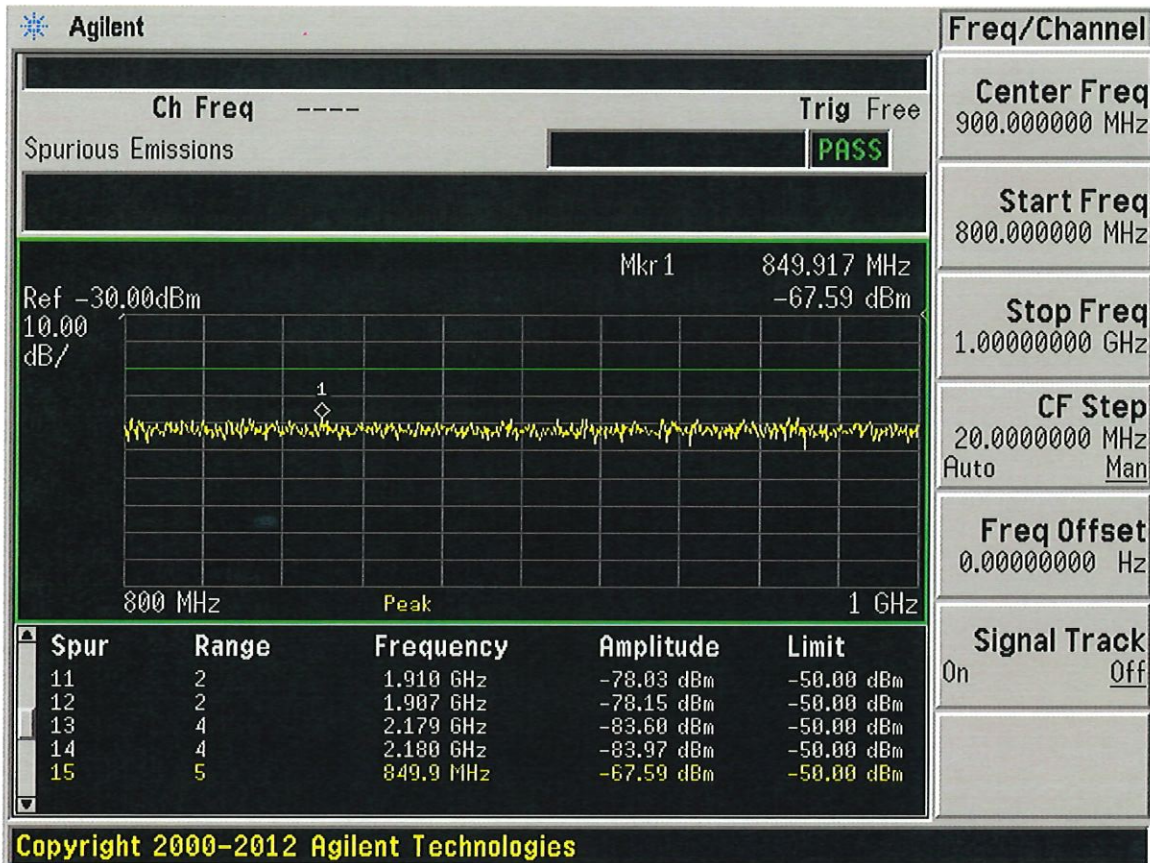 Agilent
Freq/Channel
Ch Freq ----
Trig Free
Spurious Emissions
PASS
Mkr1 849.917 MHz
Ref -30.00dBm
-67.59 dBm
10.00
dB/
1
800 MHz
Peak
1 GHz
Spur Range Frequency Amplitude Limit
11 2 1.910 GHz -78.03 dBm -50.00 dBm
12 2 1.907 GHz -78.15 dBm -50.00 dBm
13 4 2.179 GHz -83.60 dBm -50.00 dBm
14 4 2.180 GHz -83.97 dBm -50.00 dBm
15 5 849.9 MHz -67.59 dBm -50.00 dBm
Center Freq
900.000000 MHz
Start Freq
800.000000 MHz
Stop Freq
1.00000000 GHz
CF Step
20.0000000 MHz
Auto Man
Freq Offset
0.00000000 Hz
Signal Track
On Off
Copyright 2000-2012 Agilent Technologies